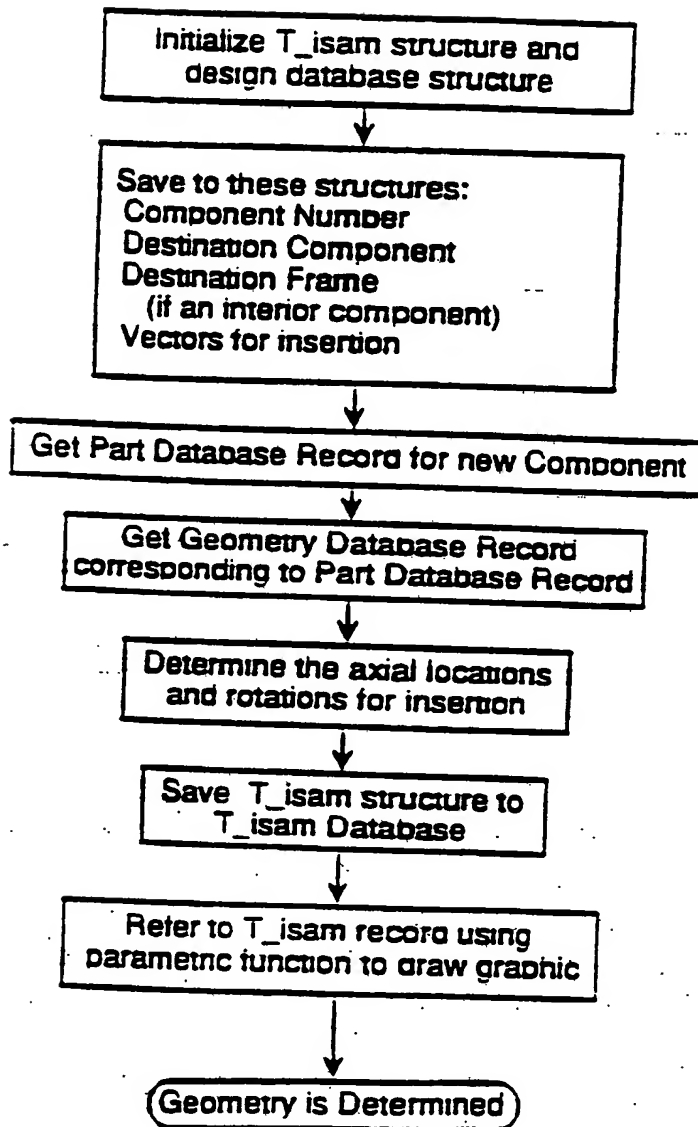 Initialize T_isam structure and
design database structure
Save to these structures:
Component Number
Destination Component
Destination Frame
(if an interior component)
Vectors for insertion
Get Part Database Record for new Component
Get Geometry Database Record
corresponding to Part Database Record
Determine the axial locations
and rotations for insertion
Save T_isam structure to
T_isam Database
Refer to T_isam record using
parametric function to draw graphic
Geometry is Determined